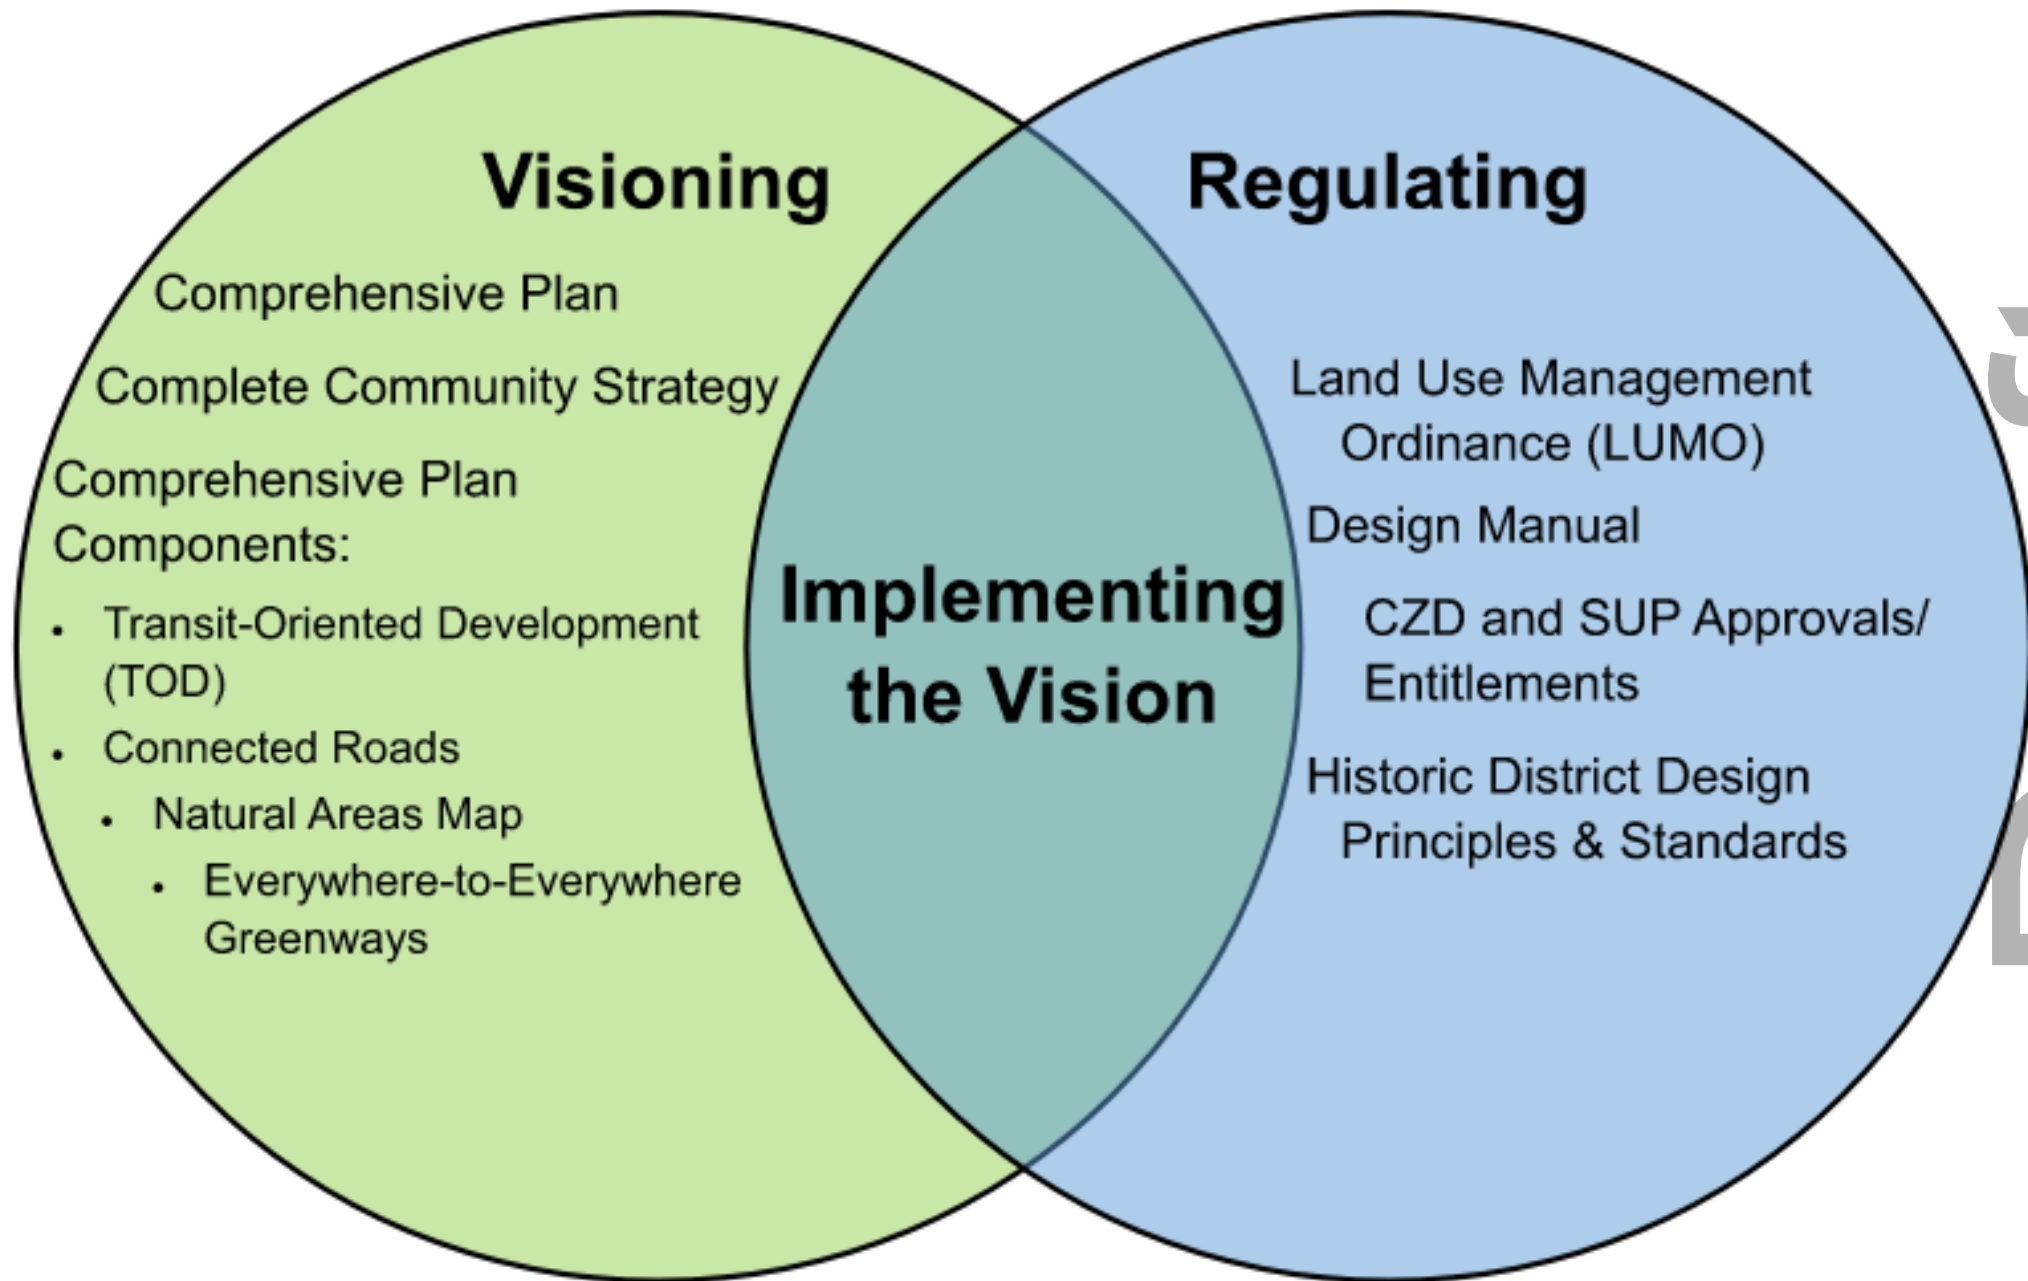 Visioning
Comprehensive Plan
Complete Community Strategy
Comprehensive Plan
Components:
• Transit-Oriented Development
(TOD)
• Connected Roads
• Natural Areas Map
• Everywhere-to-Everywhere
Greenways
Implementing
the Vision
Regulating
Land Use Management
Ordinance (LUMO)
Design Manual
CZD and SUP Approvals/
Entitlements
Historic District Design
Principles & Standards